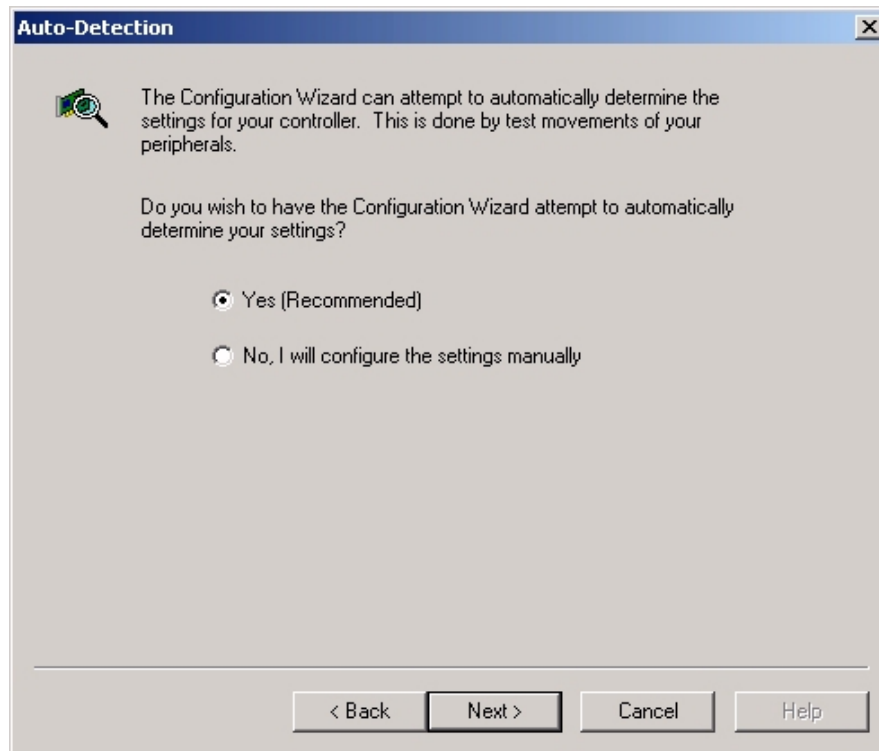 Auto-Detection
The Configuration Wizard can attempt to automatically determine the
settings for your controller.  This is done by test movements of your
peripherals.
Do you wish to have the Configuration Wizard attempt to automatically
determine your settings?
Yes (Recommended)
No, I will configure the settings manually
< Back
Next >
Cancel
Help